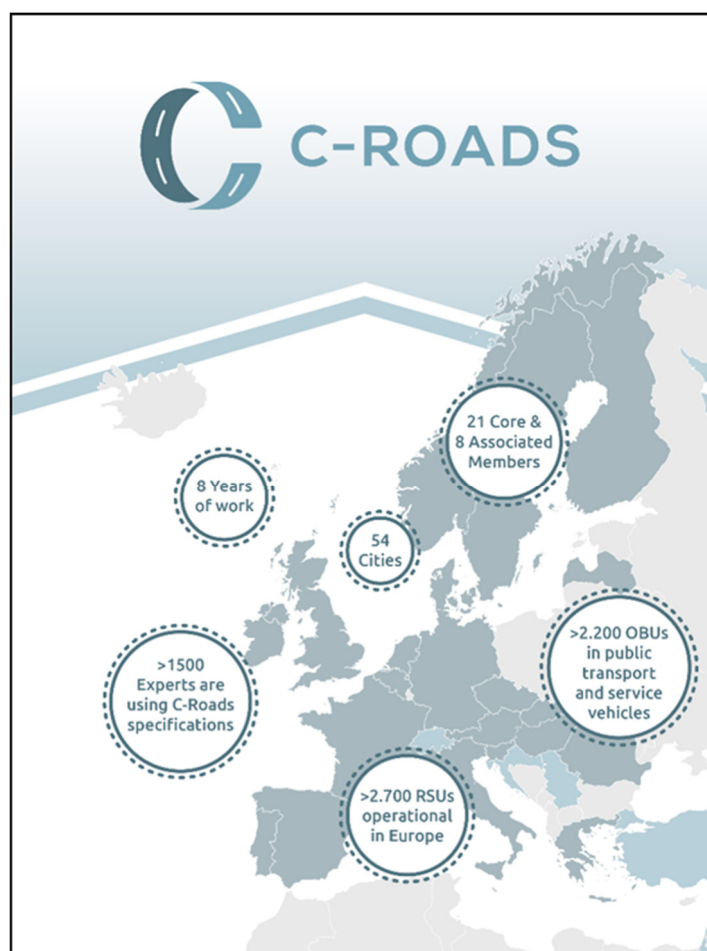 C-ROADS
21 Core &
8 Associated
Members
8 Years
of work
54
Cities
>2.200 OBUs
in public
transport
and service
vehicles
>1500
Experts are
using C-Roads
specifications
>2.700 RSUs
operational
in Europe